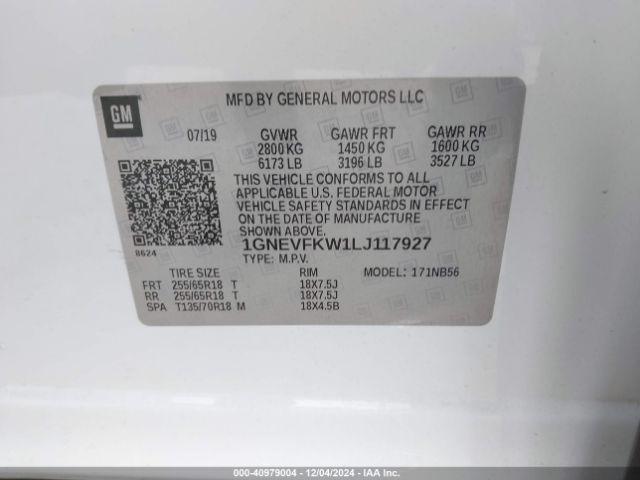 GM
MFD BY GENERAL MOTORS LLC
07/19 GVWR GAWR FRT GAWR RR
2800 KG 1450 KG 1600 KG
6173 LB 3196 LB 3527 LB
THIS VEHICLE CONFORMS TO ALL
APPLICABLE U.S. FEDERAL MOTOR
VEHICLE SAFETY STANDARDS IN EFFECT
ON THE DATE OF MANUFACTURE
SHOWN ABOVE.
8624
1GNEVFKW1LJ117927
TYPE: M.P.V.
TIRE SIZE RIM MODEL: 171NB56
FRT 255/65R18 T 18X7.5J
RR 255/65R18 T 18X7.5J
SPA T135/70R18 M 18X4.5B
000-40979004 | 12/04/2024 - IAA Inc.